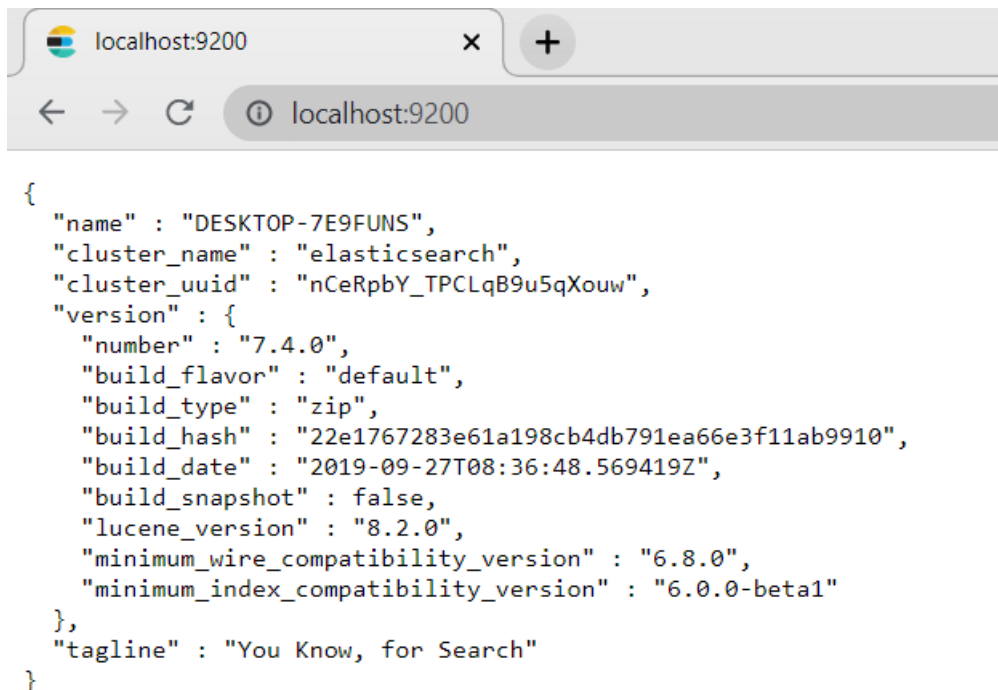 localhost:9200
localhost:9200
{
  "name" : "DESKTOP-7E9FUNS",
  "cluster_name" : "elasticsearch",
  "cluster_uuid" : "nCeRpbY_TPCLqB9u5qXouw",
  "version" : {
    "number" : "7.4.0",
    "build_flavor" : "default",
    "build_type" : "zip",
    "build_hash" : "22e1767283e61a198cb4db791ea66e3f11ab9910",
    "build_date" : "2019-09-27T08:36:48.569419Z",
    "build_snapshot" : false,
    "lucene_version" : "8.2.0",
    "minimum_wire_compatibility_version" : "6.8.0",
    "minimum_index_compatibility_version" : "6.0.0-beta1"
  },
  "tagline" : "You Know, for Search"
}